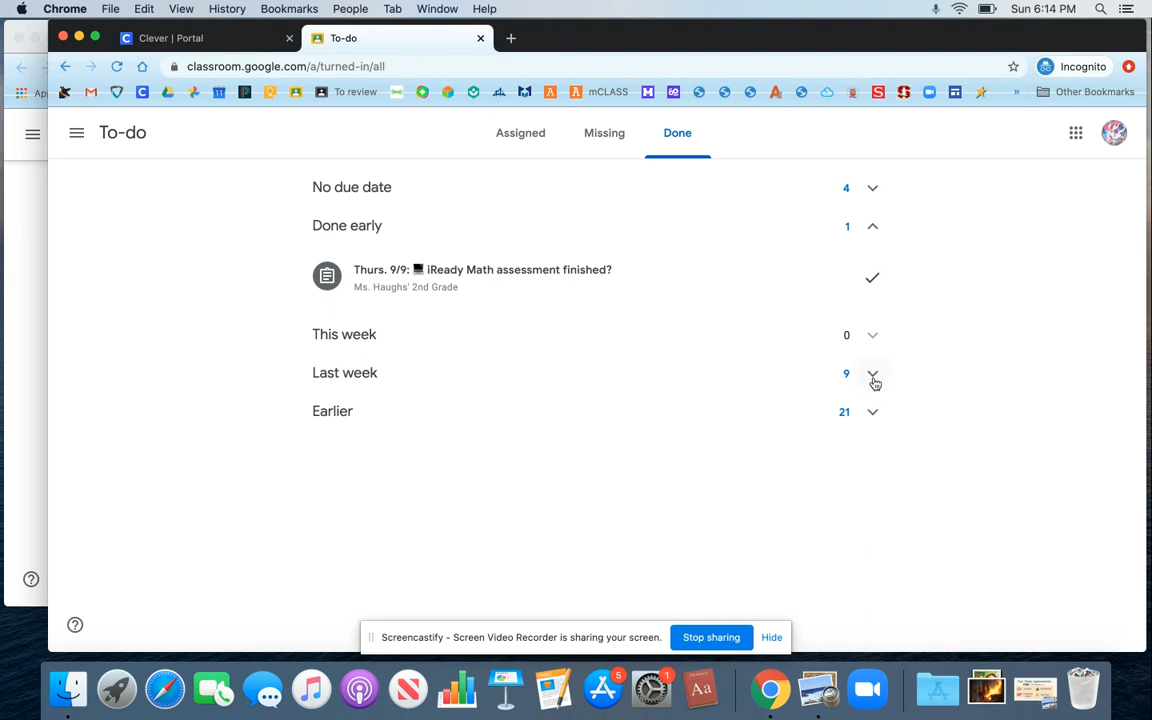 Chrome File Edit View History Bookmarks People Tab Window Help Sun 6:14 PM
Clever | Portal To-do
classroom.google.com/a/turned-in/all Incognito
To review mCLASS Other Bookmarks
To-do Assigned Missing Done
No due date 4
Done early 1
Thurs. 9/9: iReady Math assessment finished?
Ms. Haughs' 2nd Grade
This week 0
Last week 9
Earlier 21
Screencastify - Screen Video Recorder is sharing your screen. Stop sharing Hide
5 1
Aa